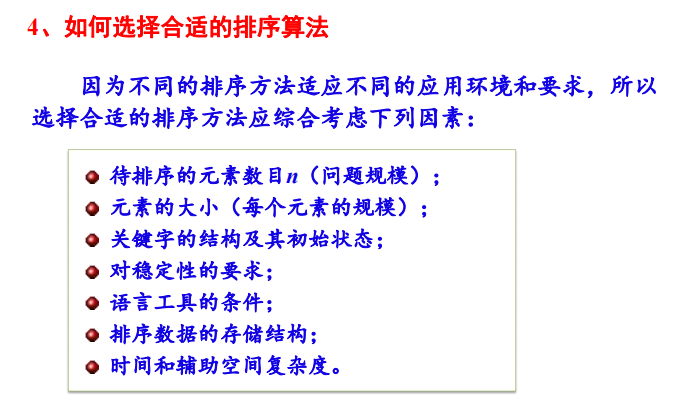 4、如何选择合适的排序算法
因为不同的排序方法适应不同的应用环境和要求，所以
选择合适的排序方法应综合考虑下列因素：
待排序的元素数目n（问题规模）；
元素的大小（每个元素的规模）；
关键字的结构及其初始状态；
对稳定性的要求；
语言工具的条件；
排序数据的存储结构；
时间和辅助空间复杂度。